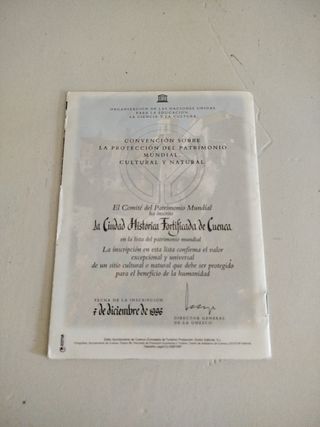 ORGANIZACIÓN DE LAS NACIONES UNIDAS
PARA LA EDUCACIÓN,
LA CIENCIA Y LA CULTURA
CONVENCIÓN SOBRE
LA PROTECCIÓN DEL PATRIMONIO
MUNDIAL,
CULTURAL Y NATURAL
El Comité del Patrimonio Mundial
ha inscrito
la Ciudad Histórica Fortificada de Cuenca
en la lista del patrimonio mundial
La inscripción en esta lista confirma el valor
excepcional y universal
de un sitio cultural o natural que debe ser protegido
para el beneficio de la humanidad
FECHA DE LA INSCRIPCIÓN
7 de diciembre de 1996
DIRECTOR GENERAL
DE LA UNESCO